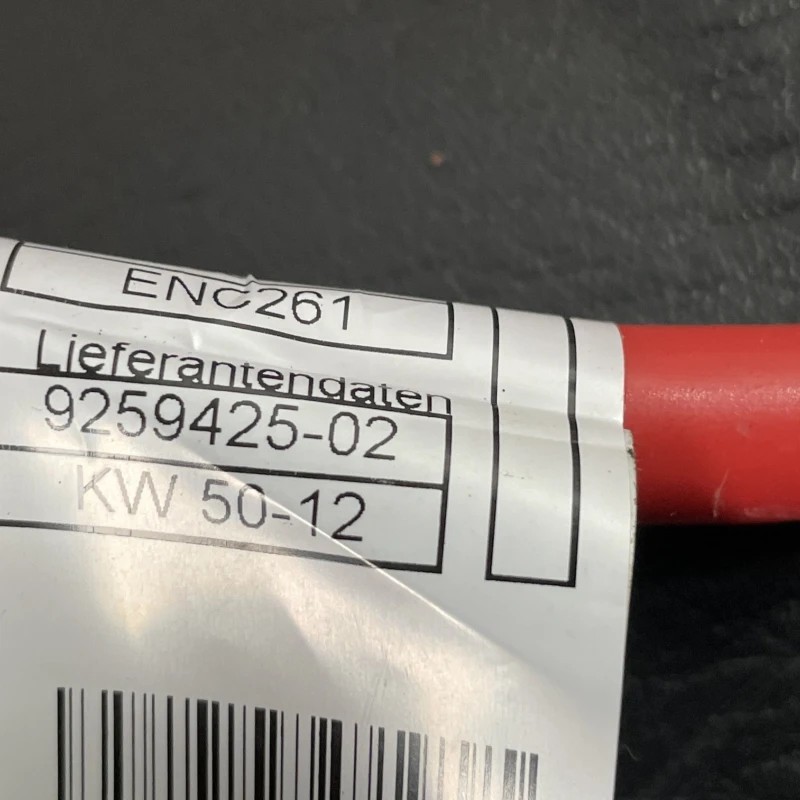 ENC261
Lieferantendaten
9259425-02
KW 50-12